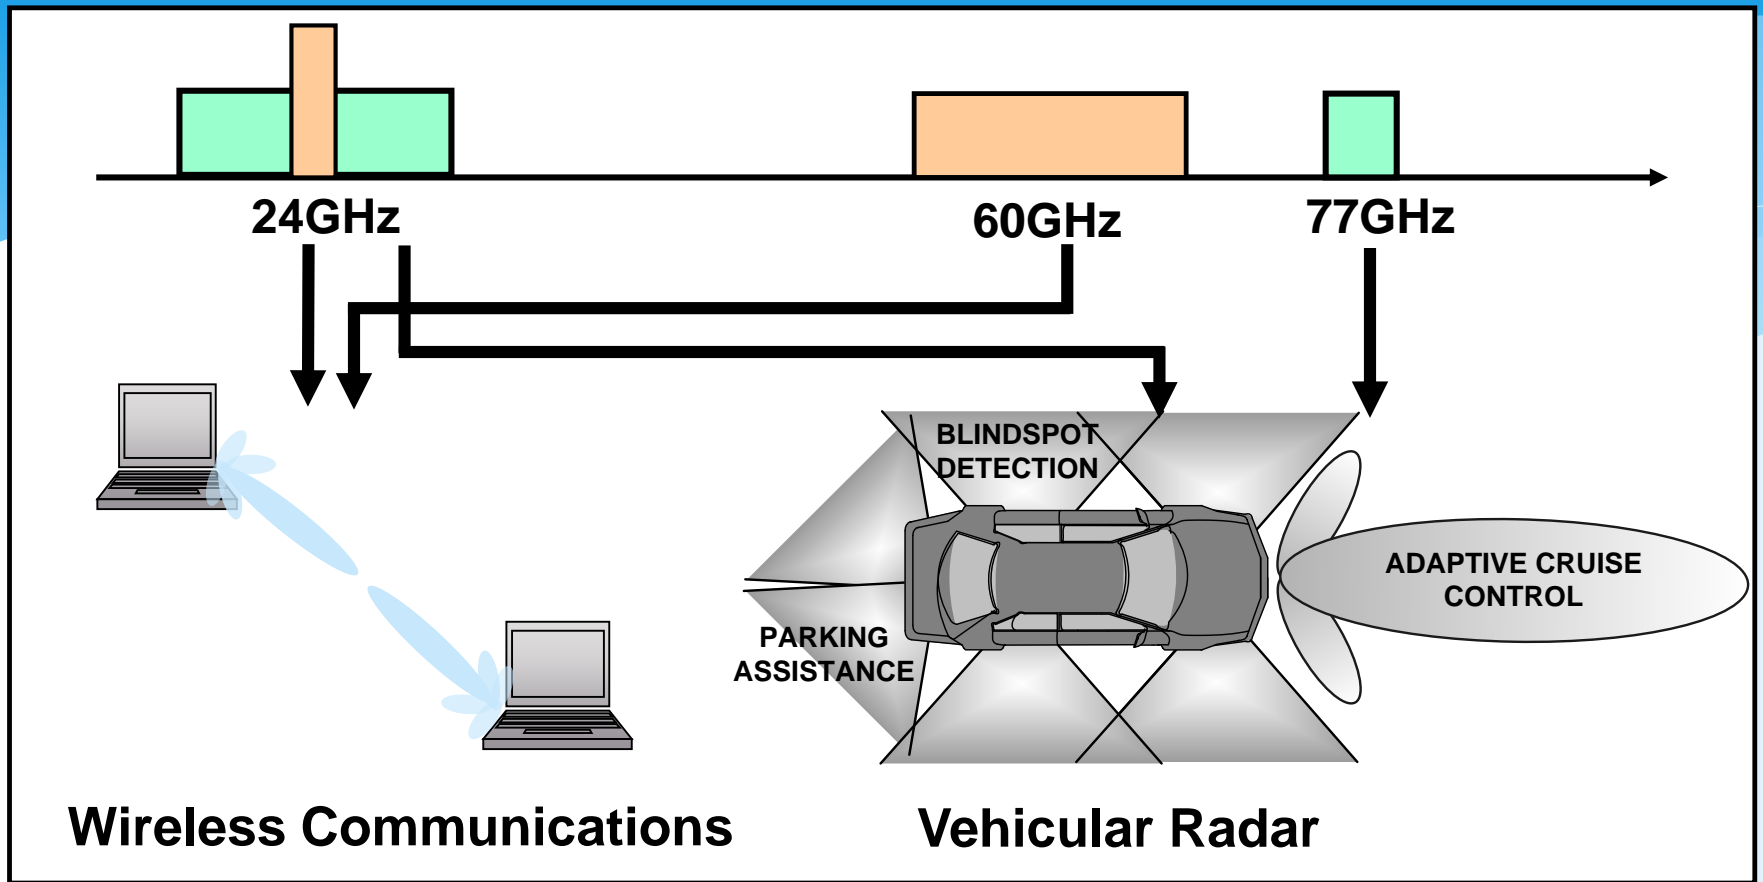 24GHz
60GHz
77GHz
BLINDSPOT
DETECTION
ADAPTIVE CRUISE
CONTROL
PARKING
ASSISTANCE
Wireless Communications
Vehicular Radar